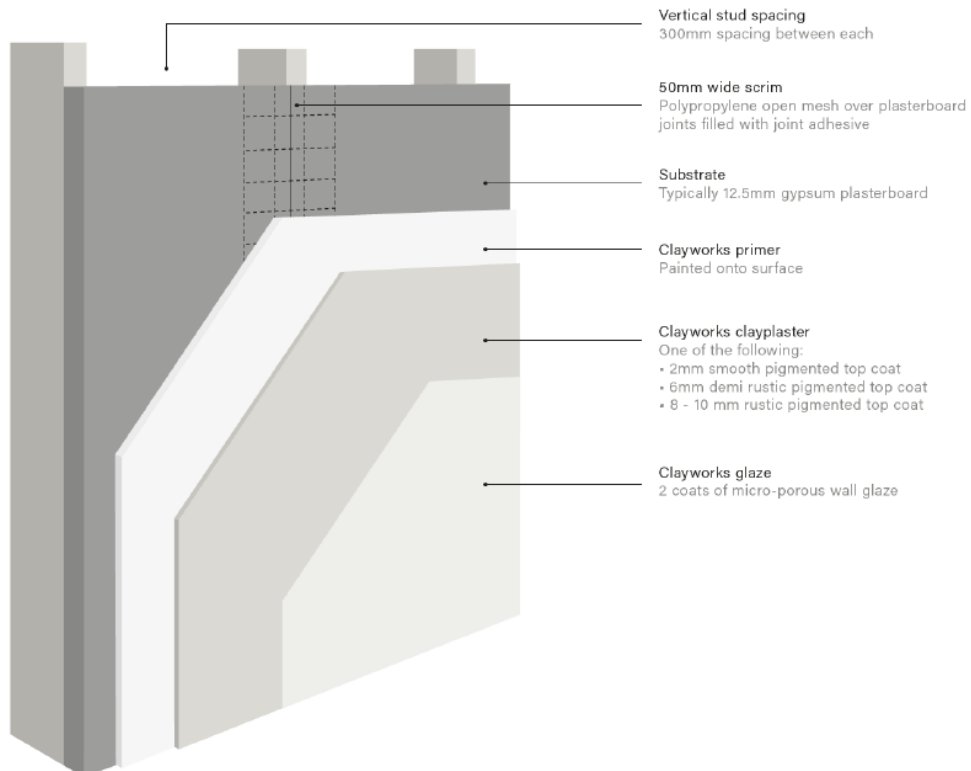 Vertical stud spacing
300mm spacing between each
50mm wide scrim
Polypropylene open mesh over plasterboard
joints filled with joint adhesive
Substrate
Typically 12.5mm gypsum plasterboard
Clayworks primer
Painted onto surface
Clayworks clayplaster
One of the following:
• 2mm smooth pigmented top coat
• 6mm demi rustic pigmented top coat
• 8 - 10 mm rustic pigmented top coat
Clayworks glaze
2 coats of micro-porous wall glaze